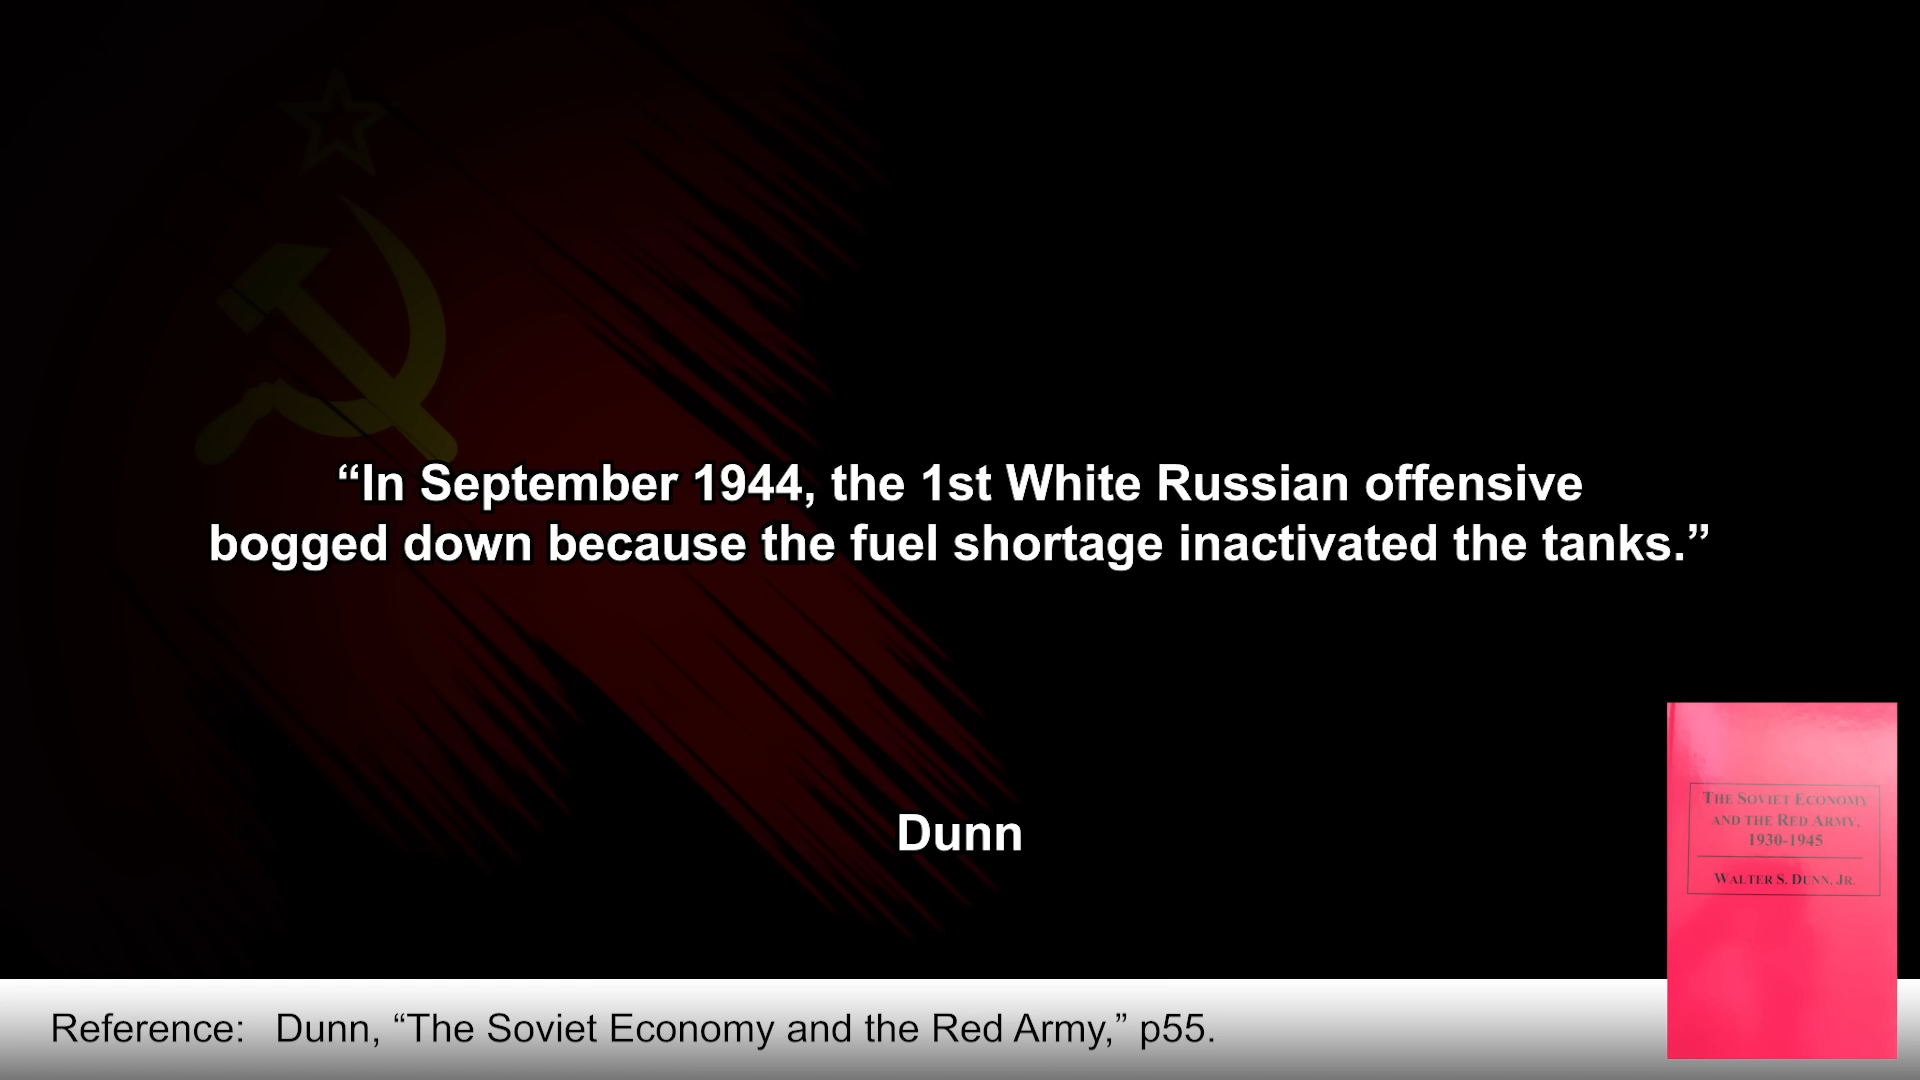 “In September 1944, the 1st White Russian offensive
bogged down because the fuel shortage inactivated the tanks.”
Dunn
THE SOVIET ECONOMY
AND THE RED ARMY,
1930-1945
WALTER S. DUNN, JR.
Reference: Dunn, “The Soviet Economy and the Red Army,” p55.